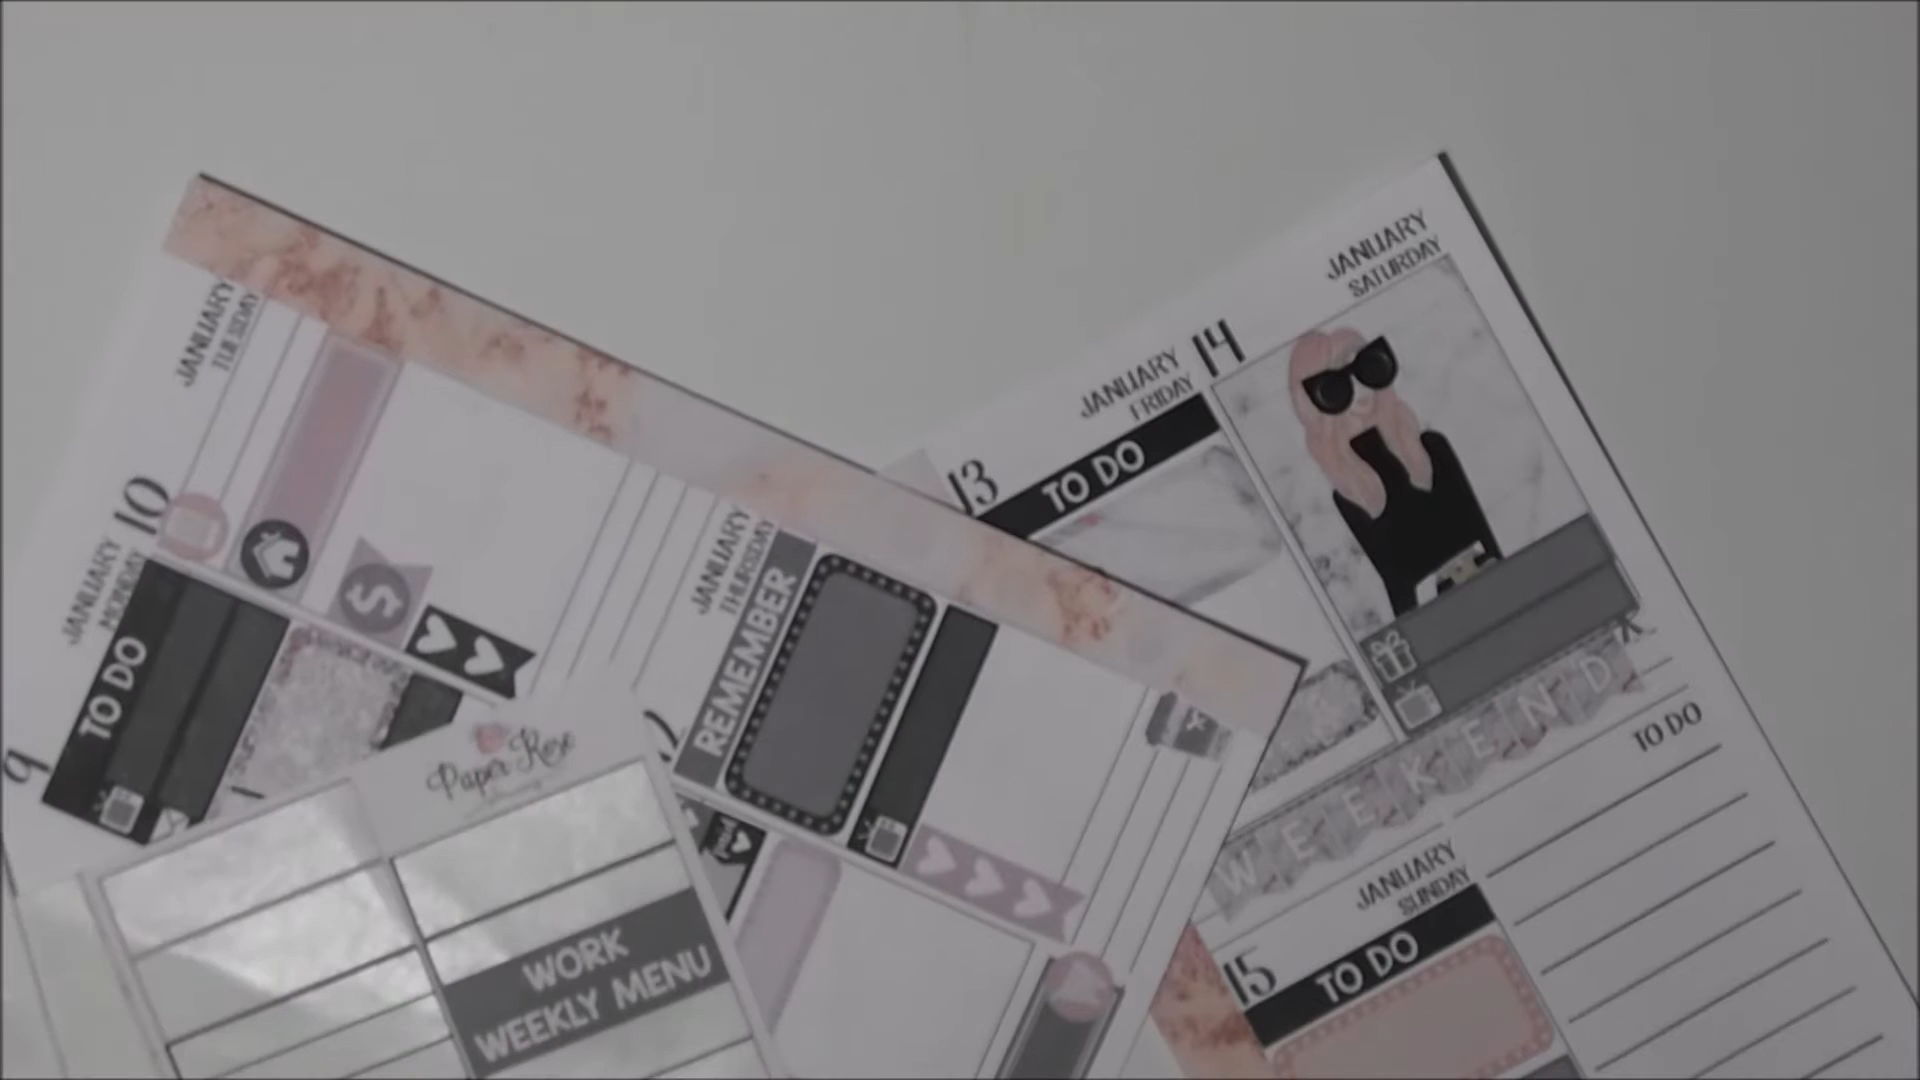 JANUARY
TUESDAY
10
JANUARY
MONDAY
9
TO DO
$
JANUARY
THURSDAY
REMEMBER
Paper Rose
WORK
WEEKLY MENU
13
JANUARY
FRIDAY
TO DO
14
JANUARY
SATURDAY
WEEKEND
TO DO
JANUARY
SUNDAY
15
TO DO